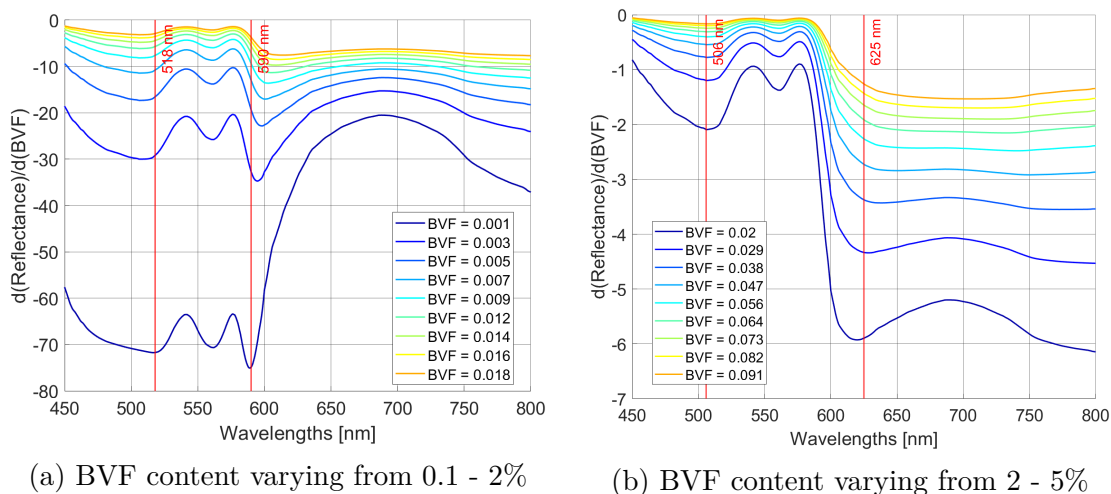 0
-10
-20
-30
-40
-50
-60
-70
-80
450 500 550 600 650 700 750 800
Wavelengths [nm]
d(Reflectance)/d(BVF)
518 nm
590 nm
BVF = 0.001
BVF = 0.003
BVF = 0.005
BVF = 0.007
BVF = 0.009
BVF = 0.012
BVF = 0.014
BVF = 0.016
BVF = 0.018
(a) BVF content varying from 0.1 - 2%
0
-1
-2
-3
-4
-5
-6
-7
450 500 550 600 650 700 750 800
Wavelengths [nm]
d(Reflectance)/d(BVF)
506 nm
625 nm
BVF = 0.02
BVF = 0.029
BVF = 0.038
BVF = 0.047
BVF = 0.056
BVF = 0.064
BVF = 0.073
BVF = 0.082
BVF = 0.091
(b) BVF content varying from 2 - 5%